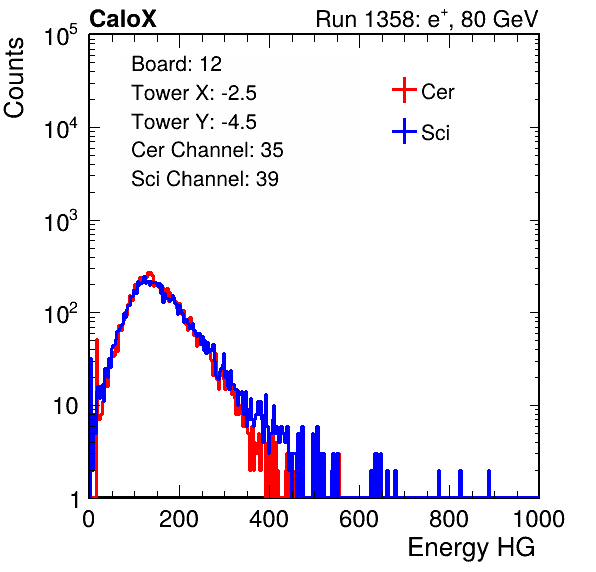 CaloX Run 1358: e⁺, 80 GeV
Counts
10⁵
10⁴
10³
10²
10
1
Board: 12
Tower X: -2.5
Tower Y: -4.5
Cer Channel: 35
Sci Channel: 39
Cer
Sci
0 200 400 600 800 1000
Energy HG